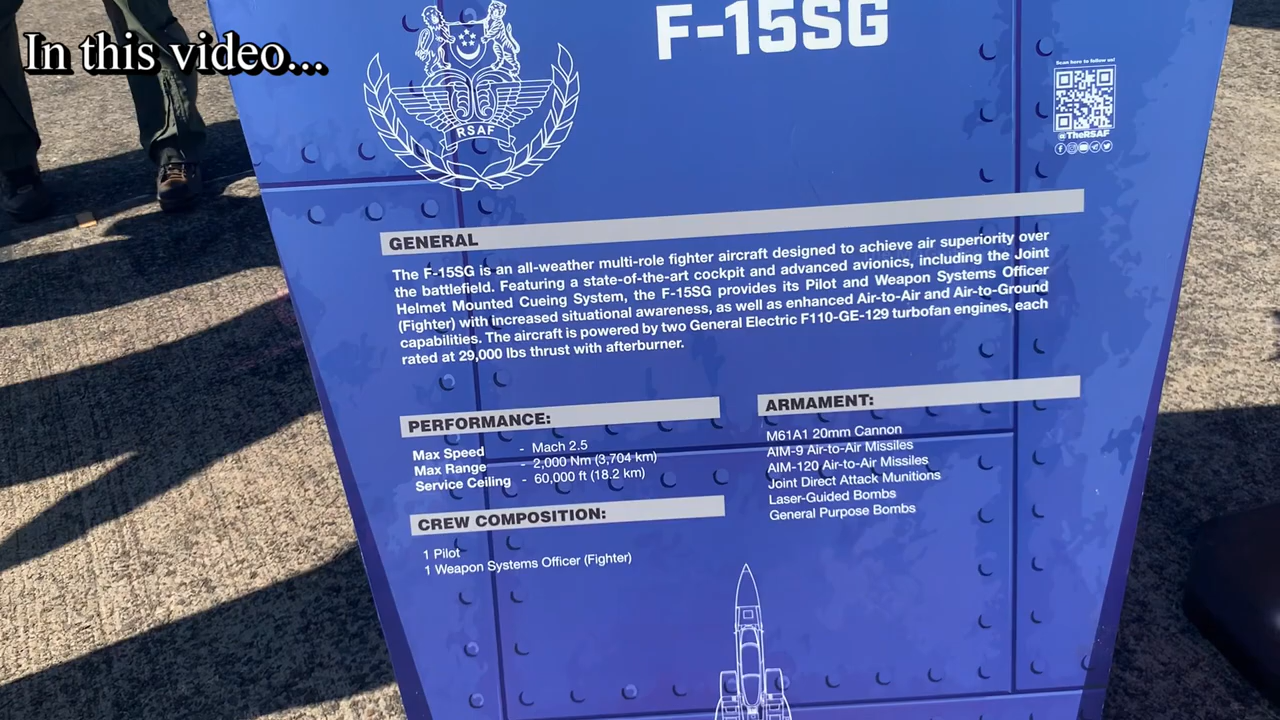 In this video...
F-15SG
RSAF
Scan here to follow us!
@TheRSAF
GENERAL
The F-15SG is an all-weather multi-role fighter aircraft designed to achieve air superiority over
the battlefield. Featuring a state-of-the-art cockpit and advanced avionics, including the Joint
Helmet Mounted Cueing System, the F-15SG provides its Pilot and Weapon Systems Officer
(Fighter) with increased situational awareness, as well as enhanced Air-to-Air and Air-to-Ground
capabilities. The aircraft is powered by two General Electric F110-GE-129 turbofan engines, each
rated at 29,000 lbs thrust with afterburner.
PERFORMANCE:
Max Speed - Mach 2.5
Max Range - 2,000 Nm (3,704 km)
Service Ceiling - 60,000 ft (18.2 km)
CREW COMPOSITION:
1 Pilot
1 Weapon Systems Officer (Fighter)
ARMAMENT:
M61A1 20mm Cannon
AIM-9 Air-to-Air Missiles
AIM-120 Air-to-Air Missiles
Joint Direct Attack Munitions
Laser-Guided Bombs
General Purpose Bombs